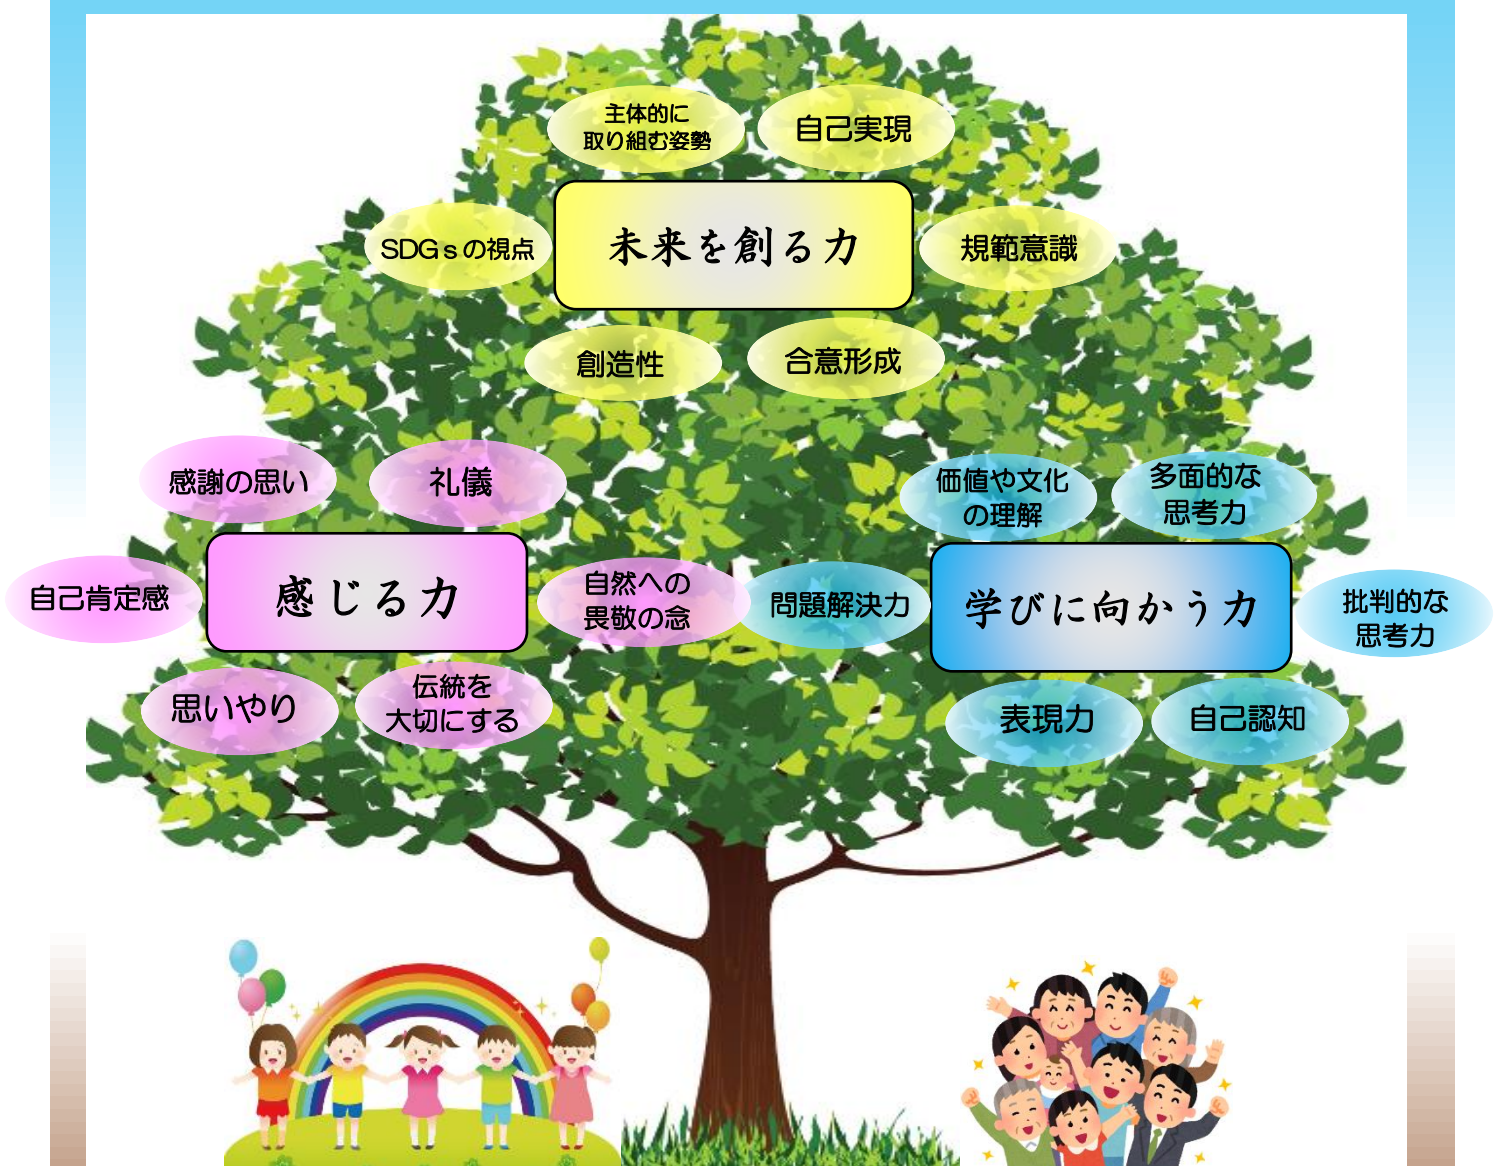 主体的に
取り組む姿勢
自己実現
SDGｓの視点
未来を創る力
規範意識
創造性
合意形成
感謝の思い
礼儀
自己肯定感
感じる力
自然への
畏敬の念
思いやり
伝統を
大切にする
価値や文化
の理解
多面的な
思考力
問題解決力
学びに向かう力
批判的な
思考力
表現力
自己認知